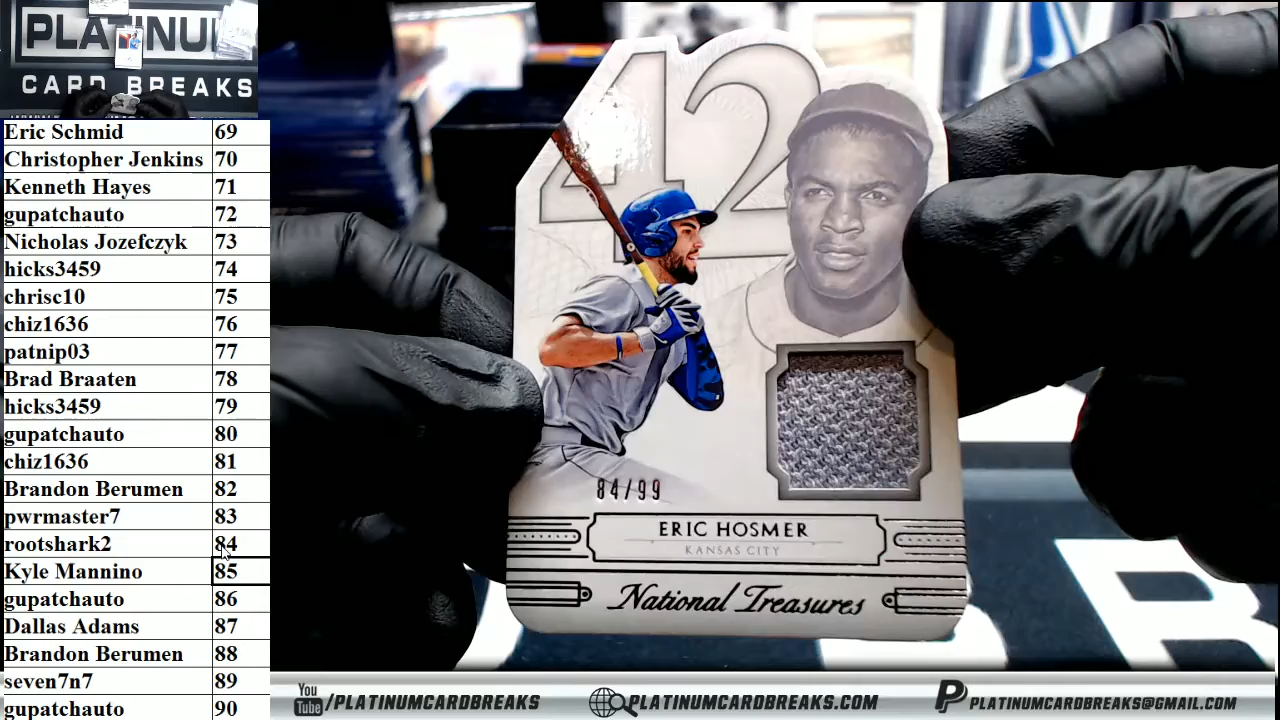 PLATINUM
CARD BREAKS
Eric Schmid 69
Christopher Jenkins 70
Kenneth Hayes 71
gupatchauto 72
Nicholas Jozefczyk 73
hicks3459 74
chrisc10 75
chiz1636 76
patnip03 77
Brad Braaten 78
hicks3459 79
gupatchauto 80
chiz1636 81
Brandon Berumen 82
pwrmaster7 83
rootshark2 84
Kyle Mannino 85
gupatchauto 86
Dallas Adams 87
Brandon Berumen 88
seven7n7 89
gupatchauto 90
42
84/99
ERIC HOSMER
KANSAS CITY
National Treasures
BR
You Tube /PLATINUMCARDBREAKS
PLATINUMCARDBREAKS.COM
PLATINUMCARDBREAKS@GMAIL.COM